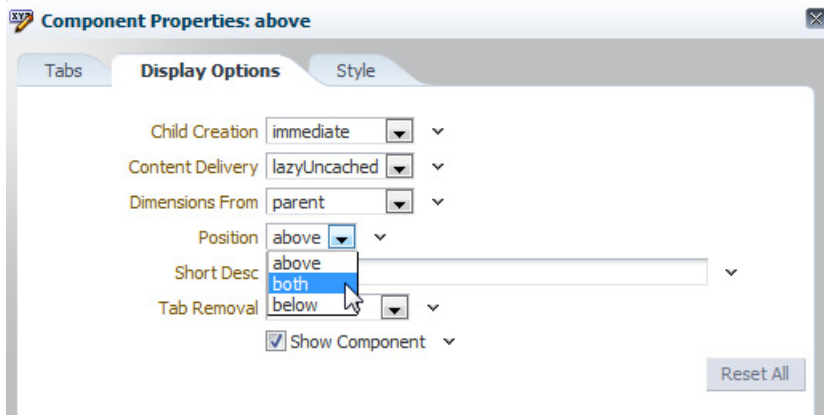 Component Properties: above
Tabs Display Options Style
Child Creation immediate
Content Delivery lazyUncached
Dimensions From parent
Position above
above
Short Desc
both
Tab Removal below
Show Component
Reset All